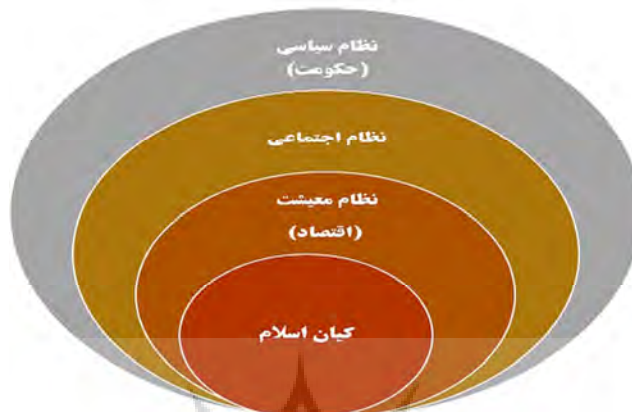 نظام سیاسی
(حکومت)
نظام اجتماعی
نظام معیشت
(اقتصاد)
کیان اسلام